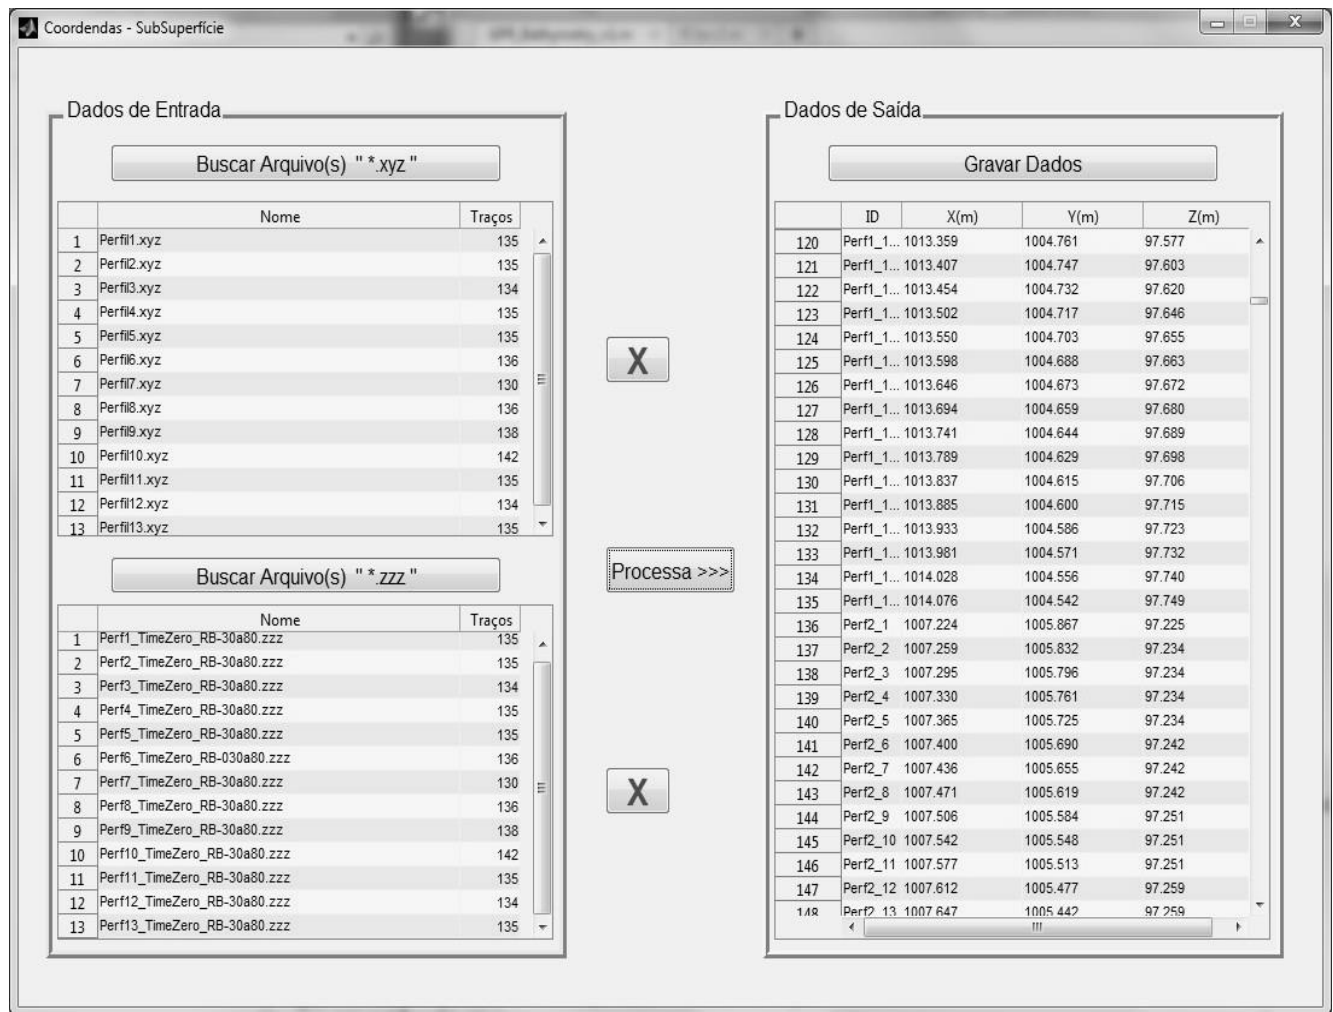 Coordendas - SubSuperfície
Dados de Entrada
Buscar Arquivo(s) " *.xyz "
Nome Traços
1 Perfil1.xyz 135
2 Perfil2.xyz 135
3 Perfil3.xyz 134
4 Perfil4.xyz 135
5 Perfil5.xyz 135
6 Perfil6.xyz 136
7 Perfil7.xyz 130
8 Perfil8.xyz 136
9 Perfil9.xyz 138
10 Perfil10.xyz 142
11 Perfil11.xyz 135
12 Perfil12.xyz 134
13 Perfil13.xyz 135
Buscar Arquivo(s) " *.zzz "
Nome Traços
1 Perf1_TimeZero_RB-30a80.zzz 135
2 Perf2_TimeZero_RB-30a80.zzz 135
3 Perf3_TimeZero_RB-30a80.zzz 134
4 Perf4_TimeZero_RB-30a80.zzz 135
5 Perf5_TimeZero_RB-30a80.zzz 135
6 Perf6_TimeZero_RB-030a80.zzz 136
7 Perf7_TimeZero_RB-30a80.zzz 130
8 Perf8_TimeZero_RB-30a80.zzz 136
9 Perf9_TimeZero_RB-30a80.zzz 138
10 Perf10_TimeZero_RB-30a80.zzz 142
11 Perf11_TimeZero_RB-30a80.zzz 135
12 Perf12_TimeZero_RB-30a80.zzz 134
13 Perf13_TimeZero_RB-30a80.zzz 135
X
Processa >>>
X
Dados de Saída
Gravar Dados
ID X(m) Y(m) Z(m)
120 Perf1_1... 1013.359 1004.761 97.577
121 Perf1_1... 1013.407 1004.747 97.603
122 Perf1_1... 1013.454 1004.732 97.620
123 Perf1_1... 1013.502 1004.717 97.646
124 Perf1_1... 1013.550 1004.703 97.655
125 Perf1_1... 1013.598 1004.688 97.663
126 Perf1_1... 1013.646 1004.673 97.672
127 Perf1_1... 1013.694 1004.659 97.680
128 Perf1_1... 1013.741 1004.644 97.689
129 Perf1_1... 1013.789 1004.629 97.698
130 Perf1_1... 1013.837 1004.615 97.706
131 Perf1_1... 1013.885 1004.600 97.715
132 Perf1_1... 1013.933 1004.586 97.723
133 Perf1_1... 1013.981 1004.571 97.732
134 Perf1_1... 1014.028 1004.556 97.740
135 Perf1_1... 1014.076 1004.542 97.749
136 Perf2_1 1007.224 1005.867 97.225
137 Perf2_2 1007.259 1005.832 97.234
138 Perf2_3 1007.295 1005.796 97.234
139 Perf2_4 1007.330 1005.761 97.234
140 Perf2_5 1007.365 1005.725 97.234
141 Perf2_6 1007.400 1005.690 97.242
142 Perf2_7 1007.436 1005.655 97.242
143 Perf2_8 1007.471 1005.619 97.242
144 Perf2_9 1007.506 1005.584 97.251
145 Perf2_10 1007.542 1005.548 97.251
146 Perf2_11 1007.577 1005.513 97.251
147 Perf2_12 1007.612 1005.477 97.259
148 Perf2_13 1007.647 1005.442 97.259